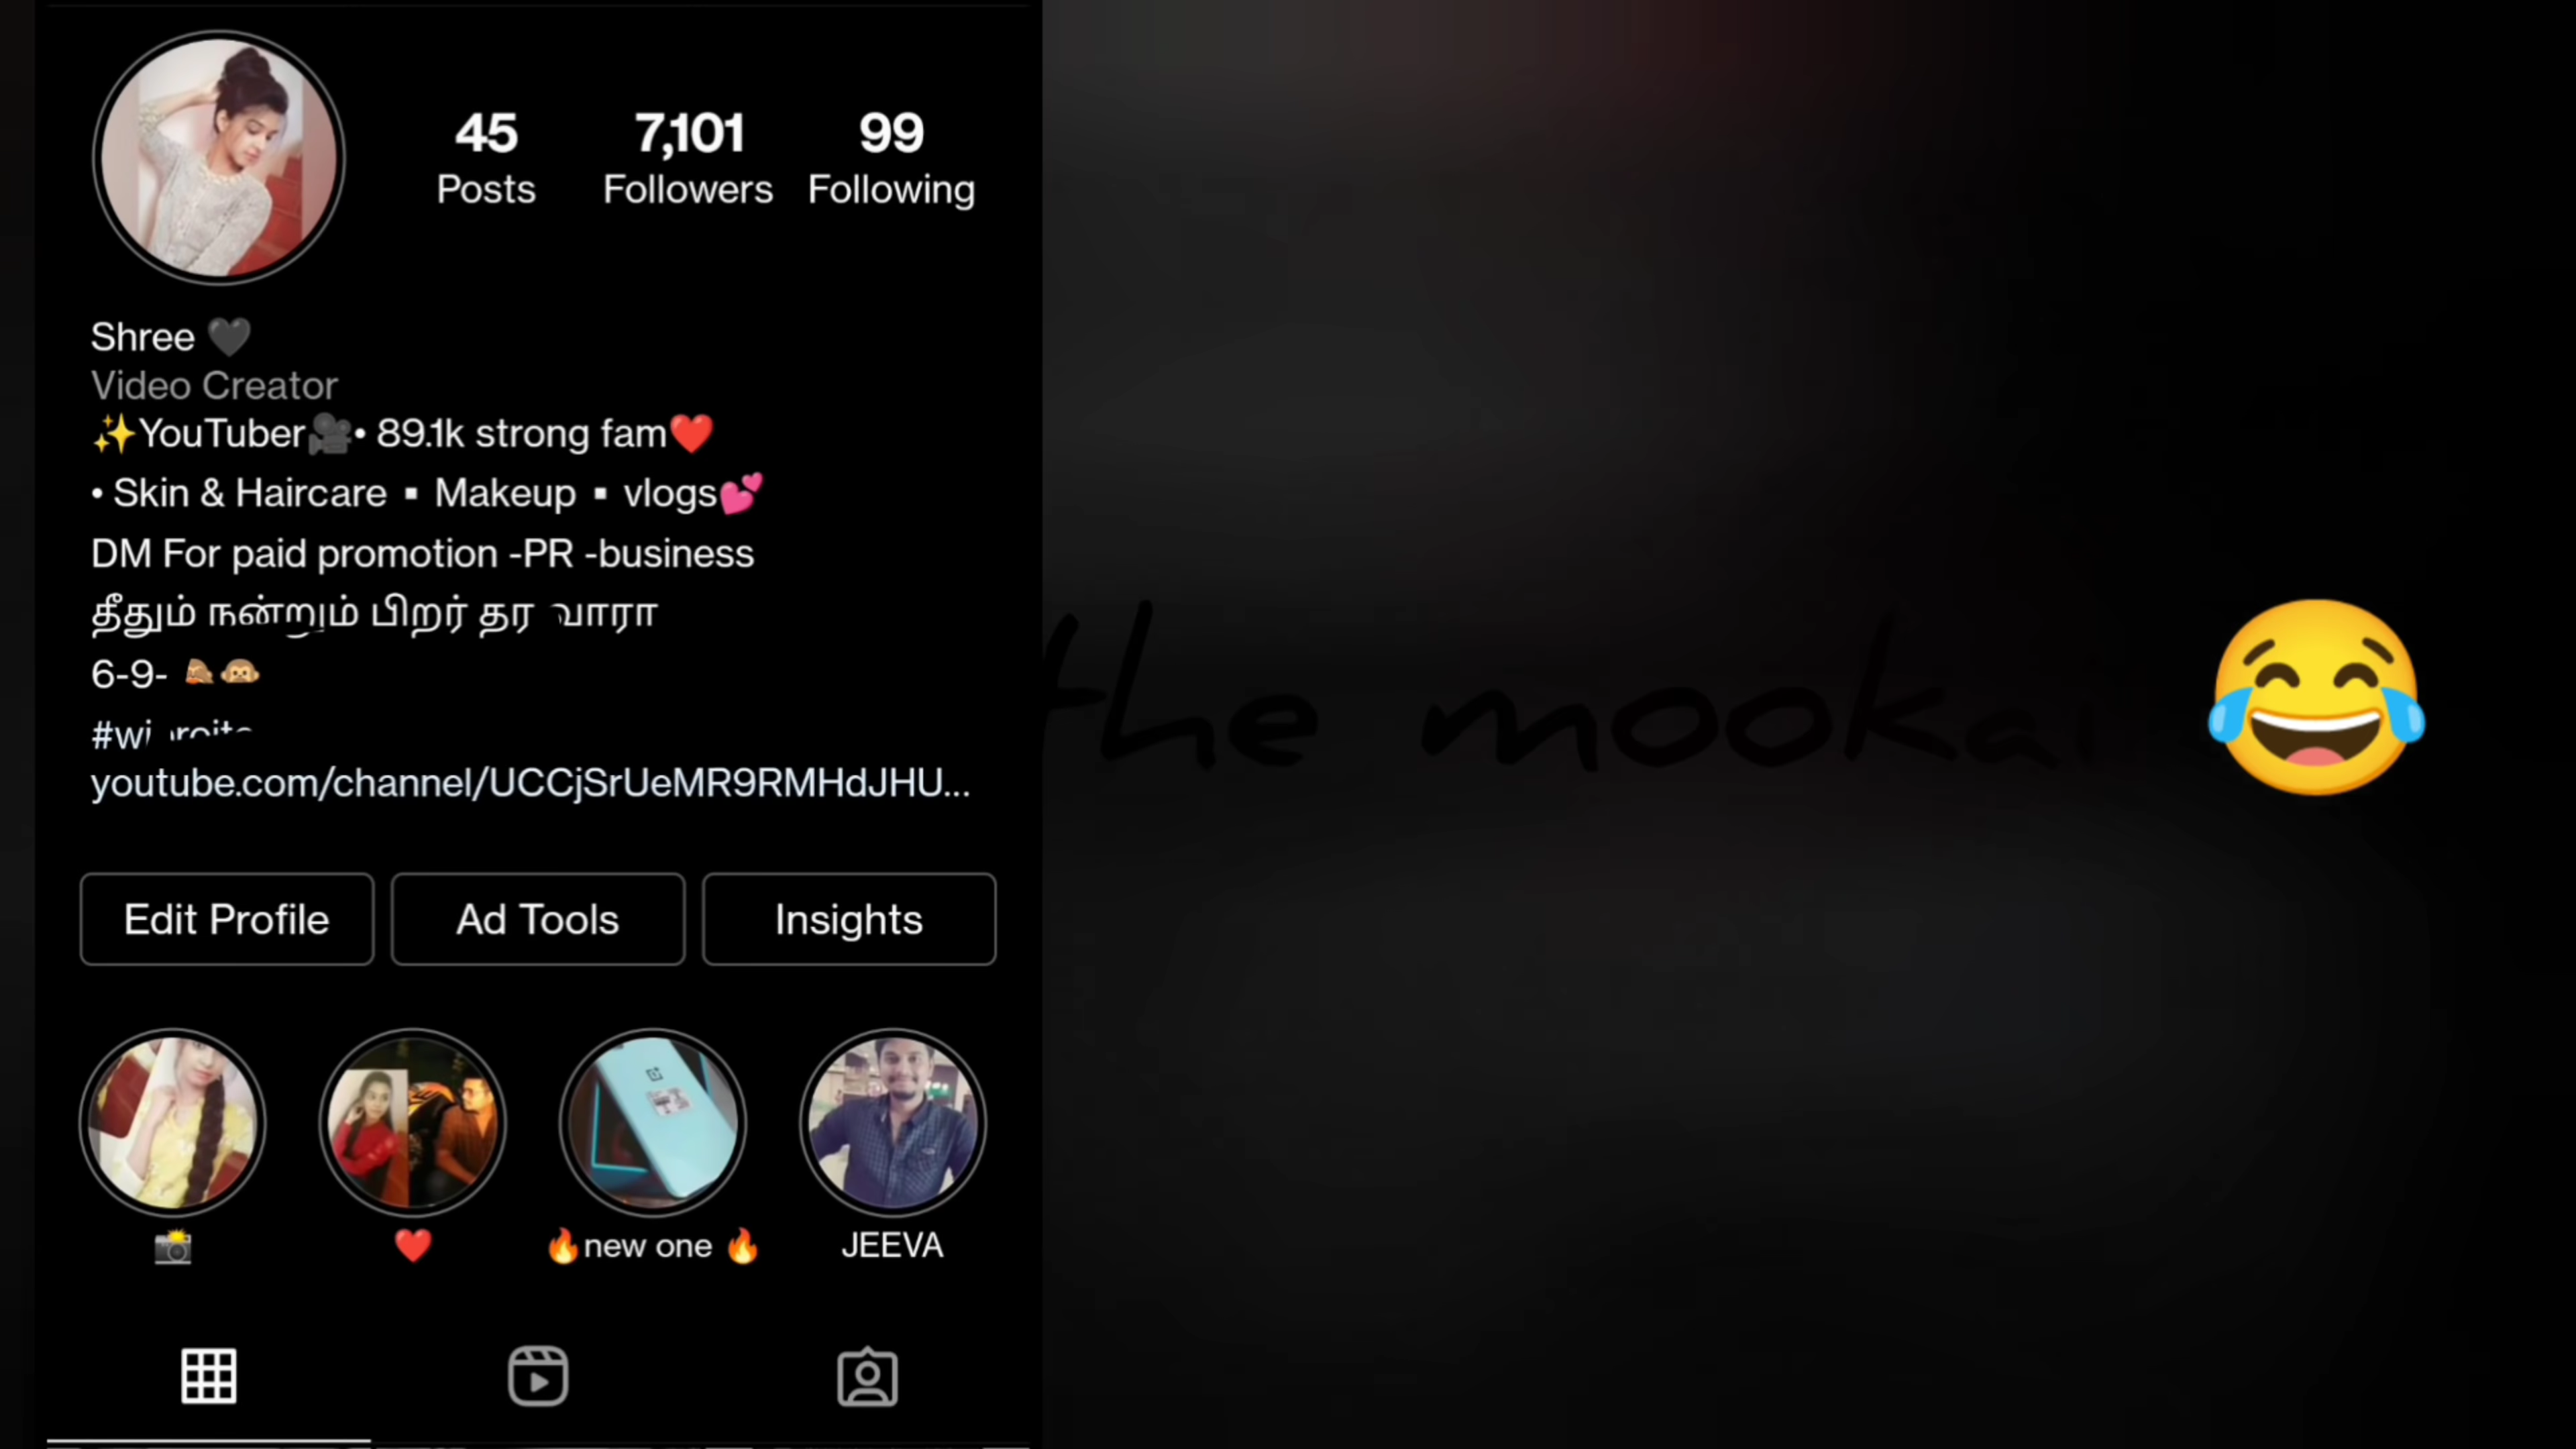 45 7,101 99
Posts Followers Following
Shree 🖤
Video Creator
✨YouTuber🎥• 89.1k strong fam❤️
• Skin & Haircare ▪️ Makeup ▪️ vlogs💕
DM For paid promotion -PR -business
தீதும் நன்றும் பிறர் தர வாரா
6-9- 🙈🙊
youtube.com/channel/UCCjSrUeMR9RMHdJHU...
the mookai 😂
Edit Profile Ad Tools Insights
📸 ❤️ 🔥new one 🔥 JEEVA